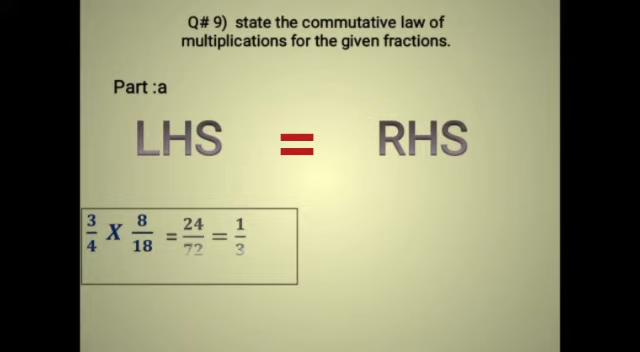 Q# 9) state the commutative law of
multiplications for the given fractions.
Part :a
LHS = RHS
3/4 X 8/18 = 24/72 = 1/3